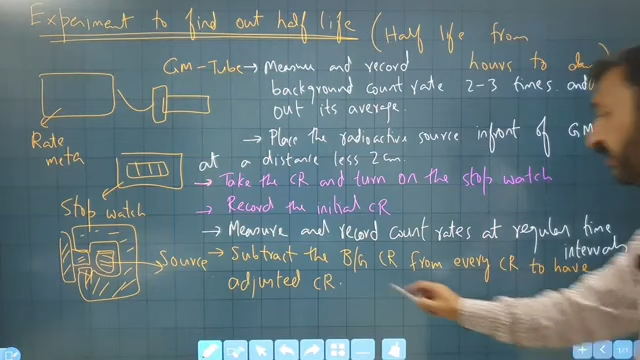 Experiment to find out half life (Half life from
hours to
GM-Tube → Measure and record
background count rate 2-3 times and
out its average.
Rate
meta
→ Place the radioactive source infront of GM
at a distance less 2cm.
→ Take the CR and turn on the stop watch
Stop watch
→ Record the initial CR
→ Measure and record count rates at regular time
intervals
Source
→ Subtract the B/G CR from every CR to have
adjusted CR.
1/1